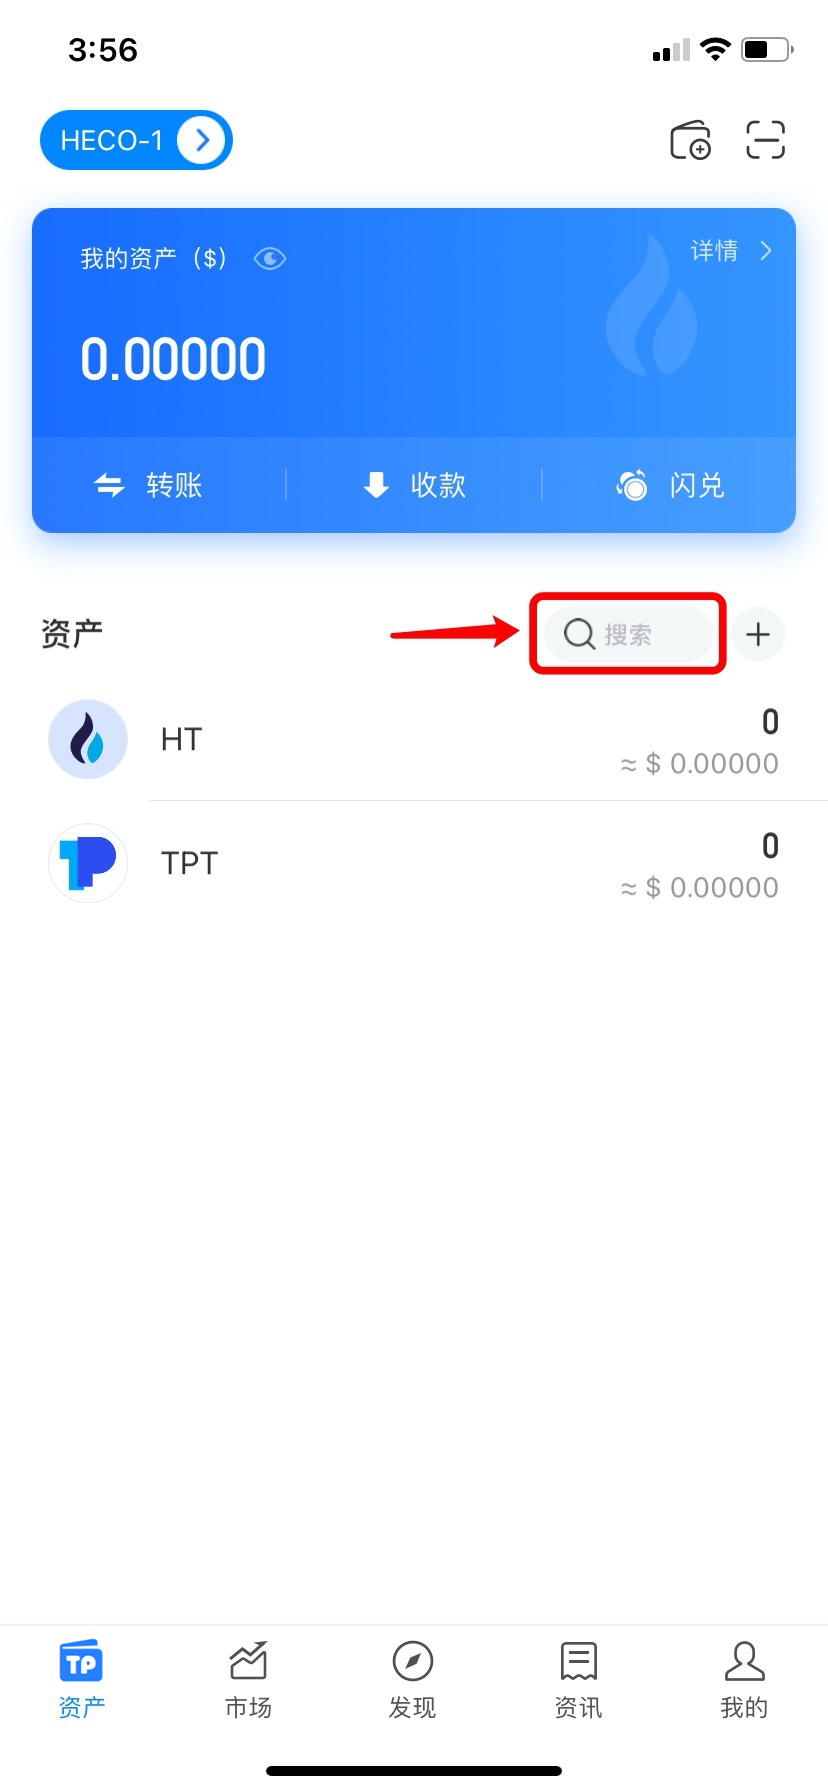 3:56
HECO-1
我的资产（$）
详情
0.00000
转账
收款
闪兑
资产
搜索
HT
0
≈ $ 0.00000
TPT
0
≈ $ 0.00000
TP
资产
市场
发现
资讯
我的